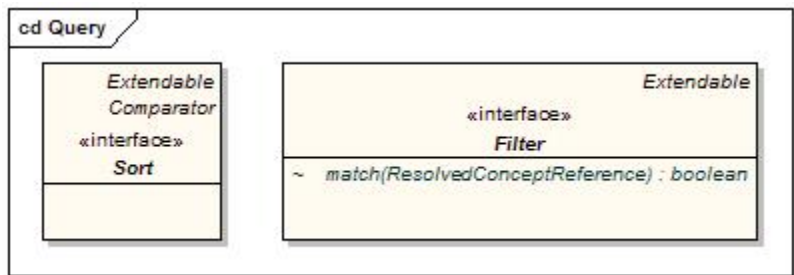 cd Query
Extendable
Comparator
«interface»
Sort
Extendable
«interface»
Filter
~ match(ResolvedConceptReference) : boolean